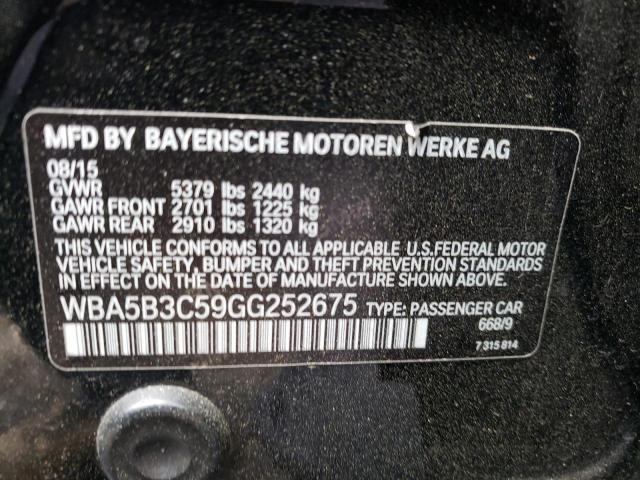 MFD BY BAYERISCHE MOTOREN WERKE AG
08/15
GVWR 5379 lbs 2440 kg
GAWR FRONT 2701 lbs 1225 kg
GAWR REAR 2910 lbs 1320 kg
THIS VEHICLE CONFORMS TO ALL APPLICABLE U.S.FEDERAL MOTOR
VEHICLE SAFETY, BUMPER, AND THEFT PREVENTION STANDARDS
IN EFFECT ON THE DATE OF MANUFACTURE SHOWN ABOVE.
WBA5B3C59GG252675 TYPE: PASSENGER CAR
668/9
7 315 814